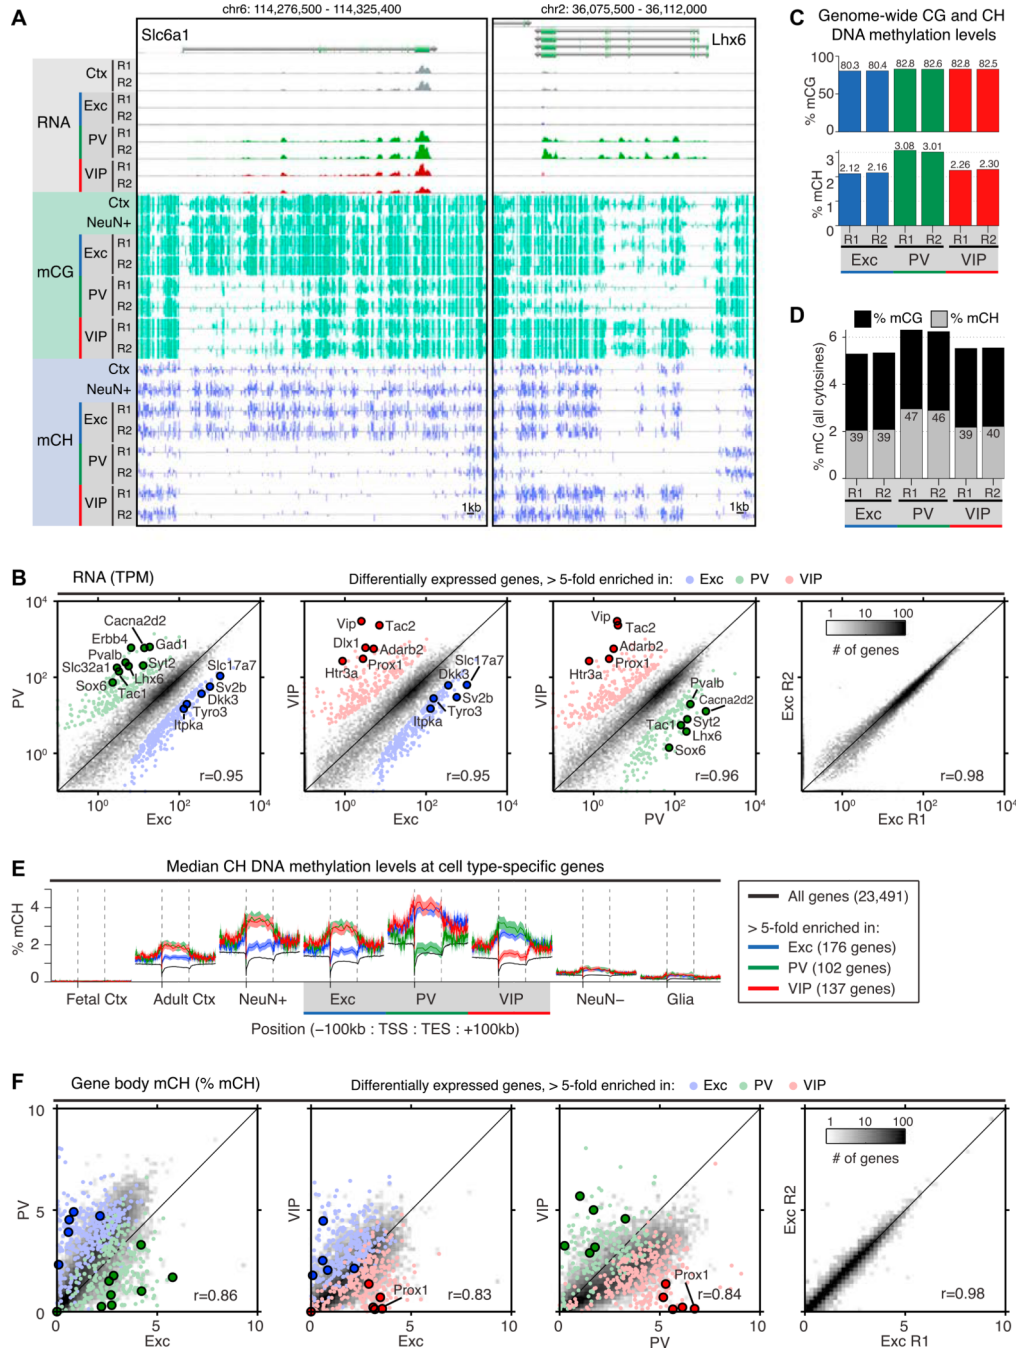 A
chr6: 114,276,500 - 114,325,400
chr2: 36,075,500 - 36,112,000
Slc6a1
Lhx6
RNA
Ctx
R1
R2
Exc
R1
R2
PV
R1
R2
VIP
R1
R2
mCG
Ctx
NeuN+
Exc
R1
R2
PV
R1
R2
VIP
R1
R2
mCH
Ctx
NeuN+
Exc
R1
R2
PV
R1
R2
VIP
R1
R2
1kb
1kb
C
Genome-wide CG and CH
DNA methylation levels
% mCG
100
50
0
80.3 80.4 82.8 82.6 82.8 82.5
% mCH
3
2
1
0
2.12 2.16 3.08 3.01 2.26 2.30
R1 R2 R1 R2 R1 R2
Exc PV VIP
D
% mCG % mCH
% mC (all cytosines)
6
4
2
0
39 39 47 46 39 40
R1 R2 R1 R2 R1 R2
Exc PV VIP
B
RNA (TPM)
Differentially expressed genes, > 5-fold enriched in: Exc PV VIP
PV
10⁴
10²
10⁰
Cacna2d2
Erbb4
Gad1
Pvalb
Slc32a1
Syt2
Slc17a7
Lhx6
Sox6
Tac1
Sv2b
Dkk3
Tyro3
Itpka
r=0.95
10⁰ 10² 10⁴
Exc
VIP
Vip
Tac2
Dlx1
Adarb2
Prox1
Htr3a
Slc17a7
Dkk3
Sv2b
Tyro3
Itpka
r=0.95
10⁰ 10² 10⁴
Exc
VIP
Vip
Tac2
Adarb2
Prox1
Htr3a
Pvalb
Cacna2d2
Tac1
Syt2
Lhx6
Sox6
r=0.96
10⁰ 10² 10⁴
PV
Exc R2
1 10 100
# of genes
r=0.98
10⁰ 10² 10⁴
Exc R1
E
Median CH DNA methylation levels at cell type-specific genes
% mCH
4
2
0
Fetal Ctx Adult Ctx NeuN+ Exc PV VIP NeuN− Glia
Position (−100kb : TSS : TES : +100kb)
All genes (23,491)
> 5-fold enriched in:
Exc (176 genes)
PV (102 genes)
VIP (137 genes)
F
Gene body mCH (% mCH)
Differentially expressed genes, > 5-fold enriched in: Exc PV VIP
PV
10
5
0
r=0.86
0 5 10
Exc
VIP
10
5
0
Prox1
r=0.83
0 5 10
Exc
VIP
10
5
0
Prox1
r=0.84
0 5 10
PV
Exc R2
10
5
0
1 10 100
# of genes
r=0.98
0 5 10
Exc R1